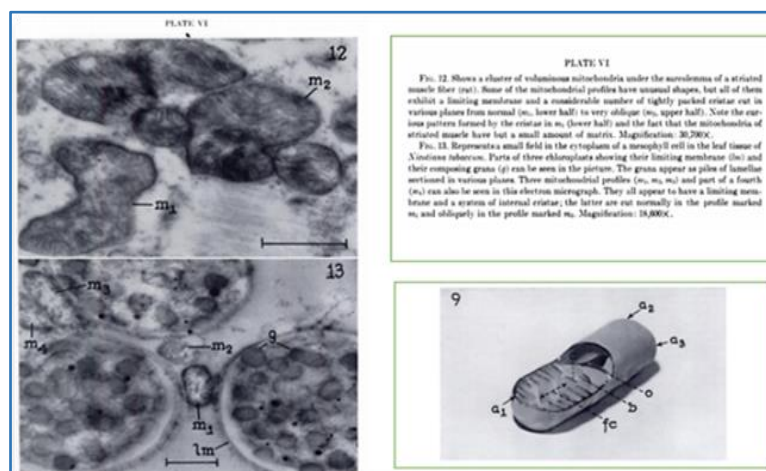 PLATE VI
12
m2
m1
13
m3
m4
m2
g
m1
lm
PLATE VI
FIG. 12. Shows a cluster of voluminous mitochondria under the sarcolemma of a striated
muscle fiber (rat). Some of the mitochondrial profiles have unusual shapes, but all of them
exhibit a limiting membrane and a considerable number of tightly packed cristae cut in
various planes from normal (m₁, lower half) to very oblique (m₂, upper half). Note the cur-
ious pattern formed by the cristae in m₁ (lower half) and the fact that the mitochondria of
striated muscle have but a small amount of matrix. Magnification: 30,700×.
FIG. 13. Represents a small field in the cytoplasm of a mesophyll cell in the leaf tissue of
Nicotiana tabacum. Parts of three chloroplasts showing their limiting membrane (lm) and
their composing grana (g) can be seen in the picture. The grana appear as piles of lamellae
sectioned in various planes. Three mitochondrial profiles (m₁, m₂, m₃) and part of a fourth
(m₄) can also be seen in this electron micrograph. They all appear to have a limiting mem-
brane and a system of internal cristae; the latter are cut normally in the profile marked
m₁ and obliquely in the profile marked m₂. Magnification: 18,600×.
9
a2
a3
o
b
a1
fc